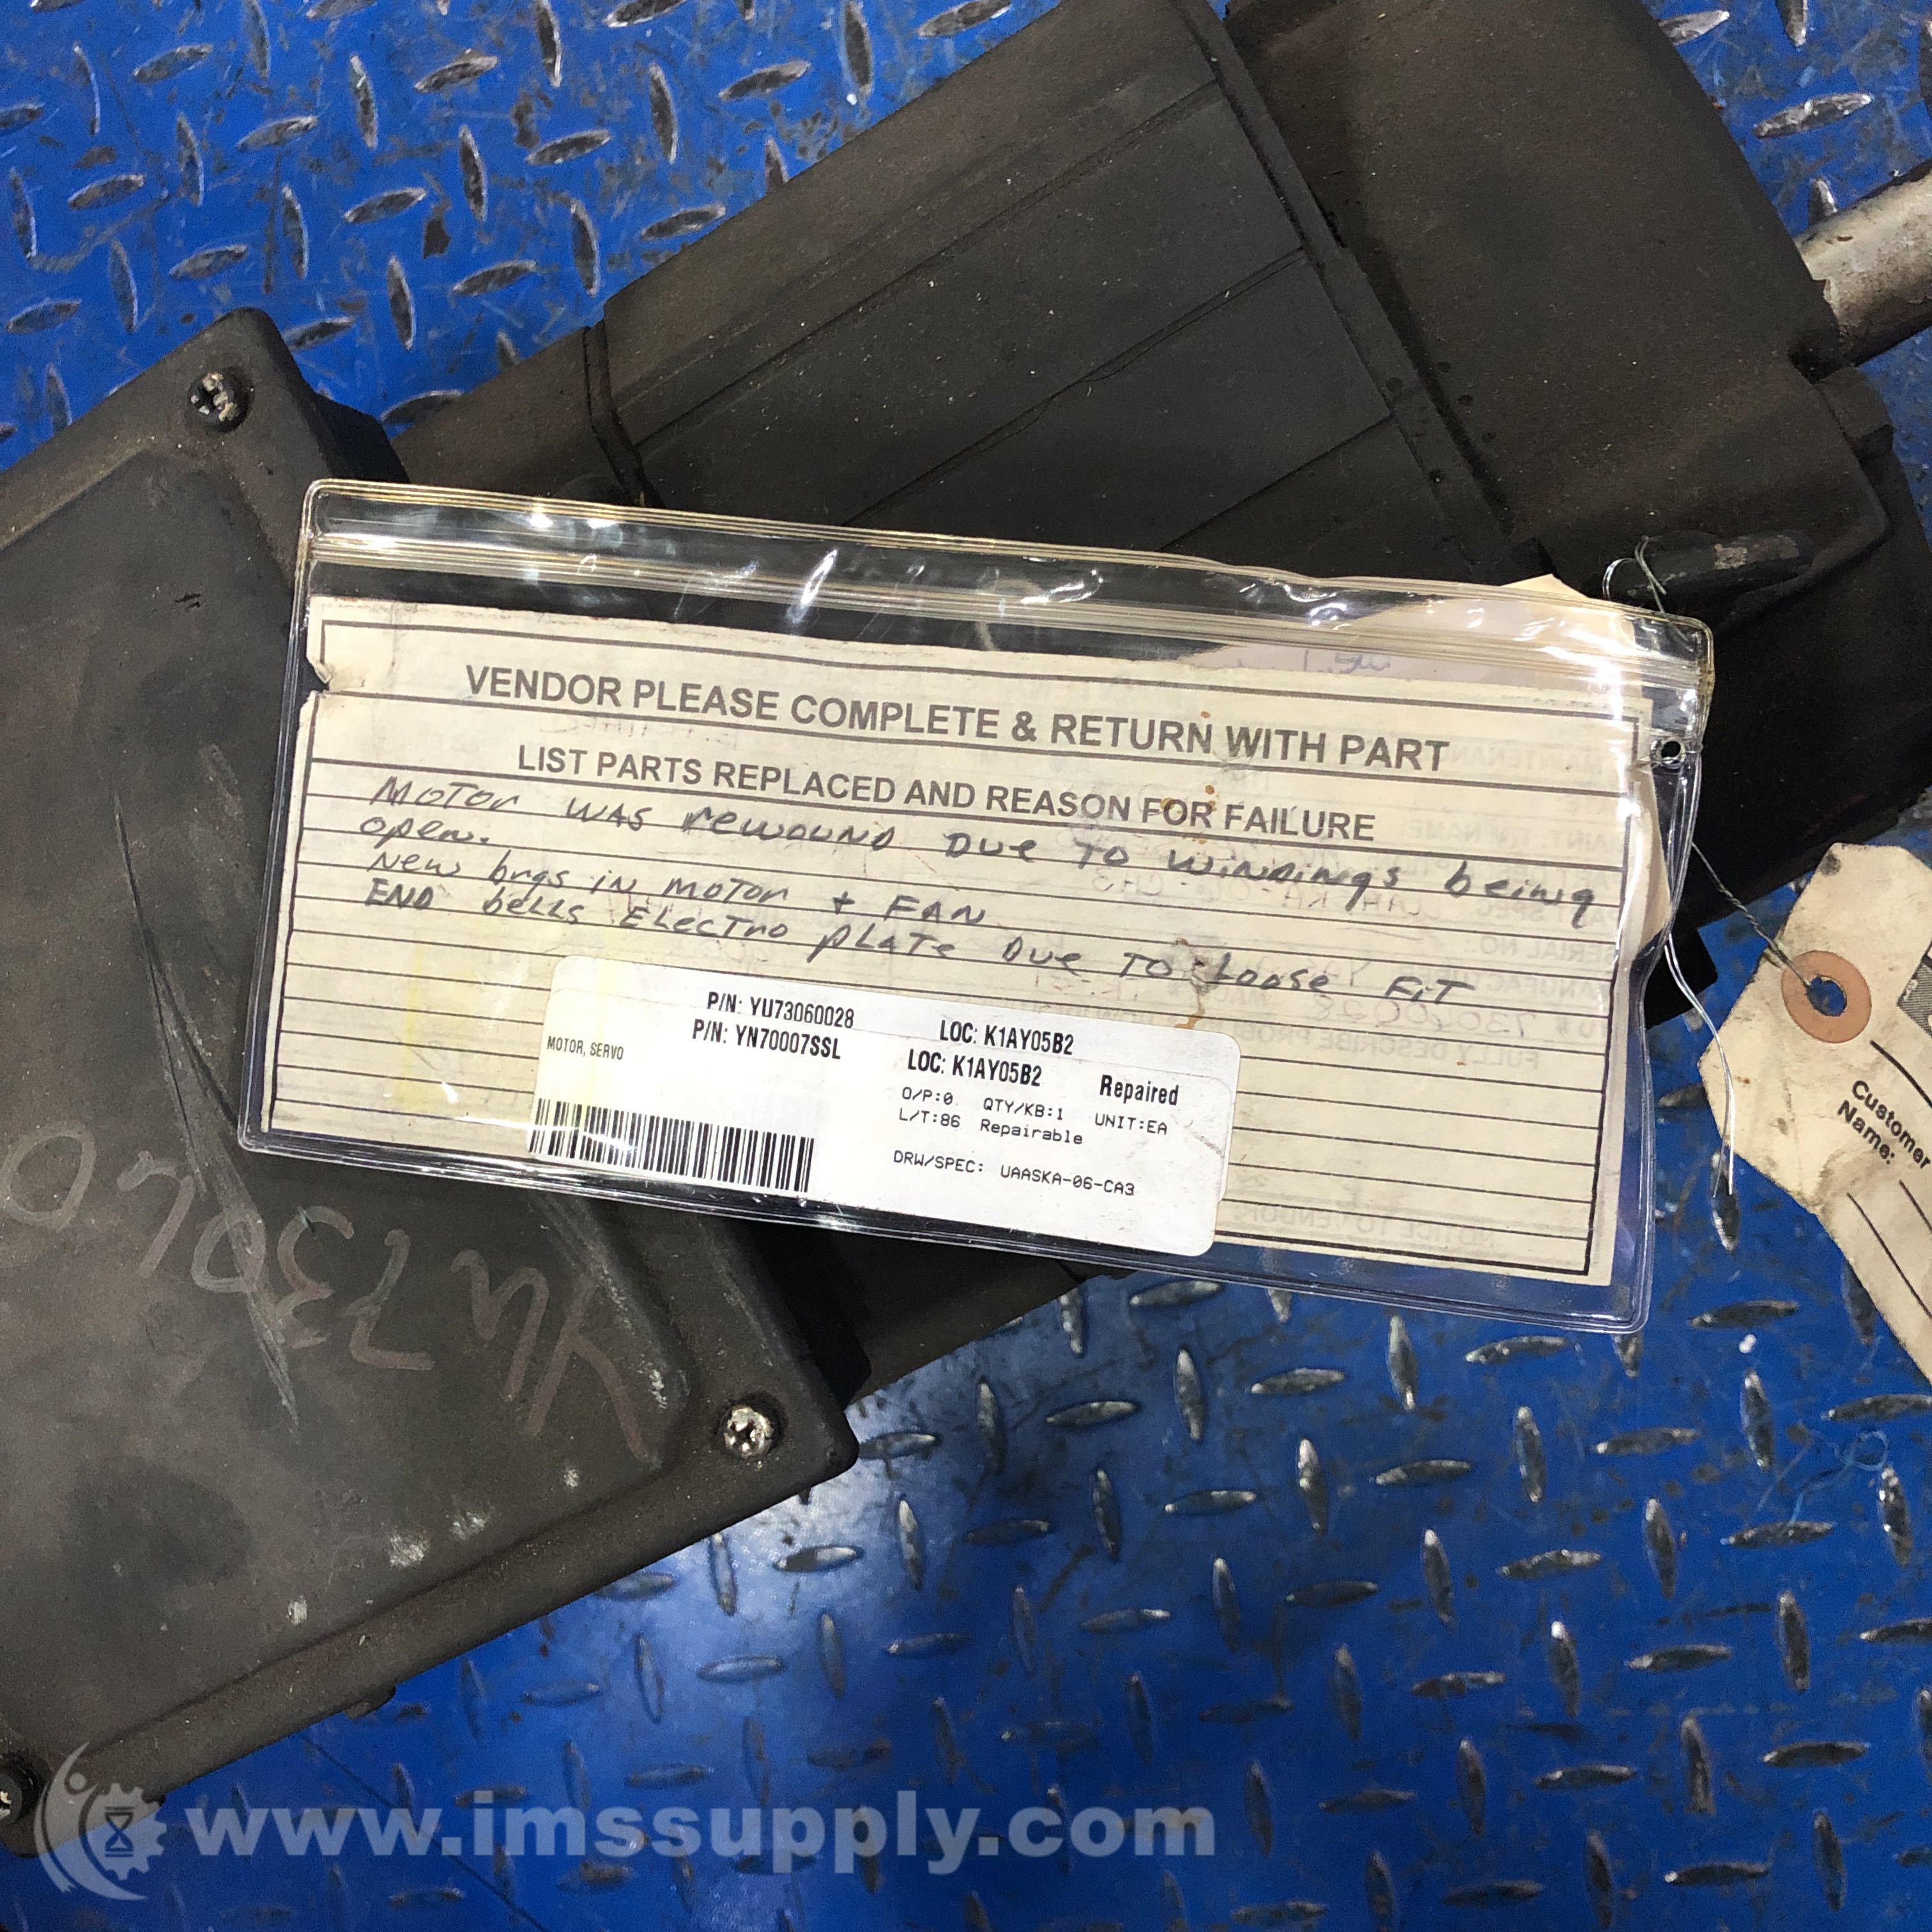 VENDOR PLEASE COMPLETE & RETURN WITH PART
LIST PARTS REPLACED AND REASON FOR FAILURE
MOTOR WAS rewound Due TO windings being
open.
New brgs in motor + FAN
END bells Electro plate Due TO loose FiT
P/N: YU73060028
P/N: YN70007SSL
LOC: K1AY05B2
LOC: K1AY05B2
MOTOR, SERVO
Repaired
O/P:0 QTY/KB:1 UNIT:EA
L/T:86 Repairable
DRW/SPEC: UAASKA-06-CA3
Customer
Name:
YU7306
www.imssupply.com